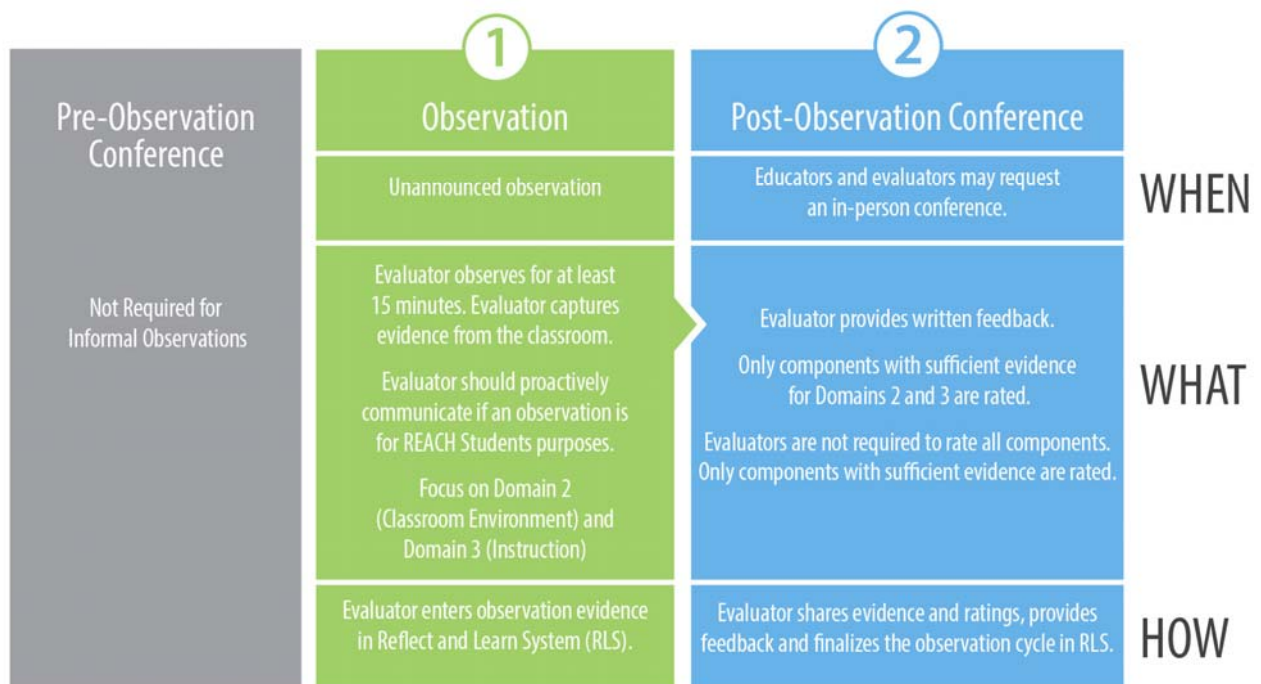 Pre-Observation
Conference
Not Required for
Informal Observations
1
Observation
Unannounced observation
Evaluator observes for at least
15 minutes. Evaluator captures
evidence from the classroom.
Evaluator should proactively
communicate if an observation is
for REACH Students purposes.
Focus on Domain 2
(Classroom Environment) and
Domain 3 (Instruction)
Evaluator enters observation evidence
in Reflect and Learn System (RLS).
2
Post-Observation Conference
Educators and evaluators may request
an in-person conference.
Evaluator provides written feedback.
Only components with sufficient evidence
for Domains 2 and 3 are rated.
Evaluators are not required to rate all components.
Only components with sufficient evidence are rated.
Evaluator shares evidence and ratings, provides
feedback and finalizes the observation cycle in RLS.
WHEN
WHAT
HOW